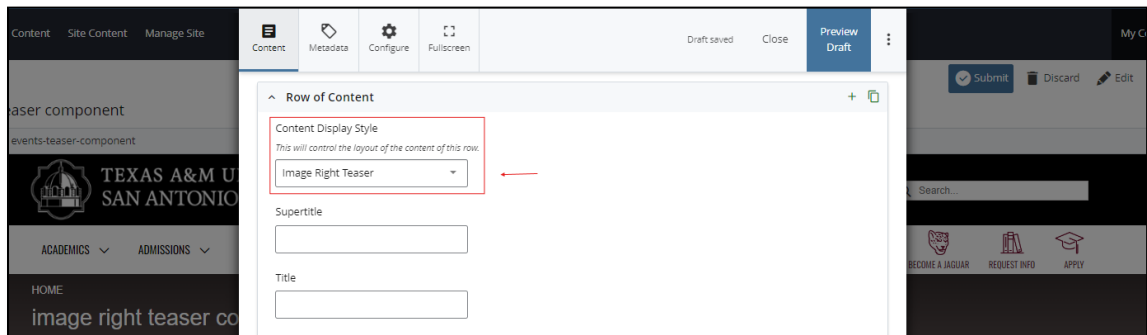 Content Site Content Manage Site
Content
Metadata
Configure
Fullscreen
Draft saved
Close
Preview
Draft
Submit
Discard
Edit
component
events-teaser-component
Row of Content
Content Display Style
This will control the layout of the content of this row.
Image Right Teaser
Supertitle
Title
TEXAS A&M U
SAN ANTONIO
Search...
ACADEMICS
ADMISSIONS
BECOME A JAGUAR
REQUEST INFO
APPLY
HOME
image right teaser co